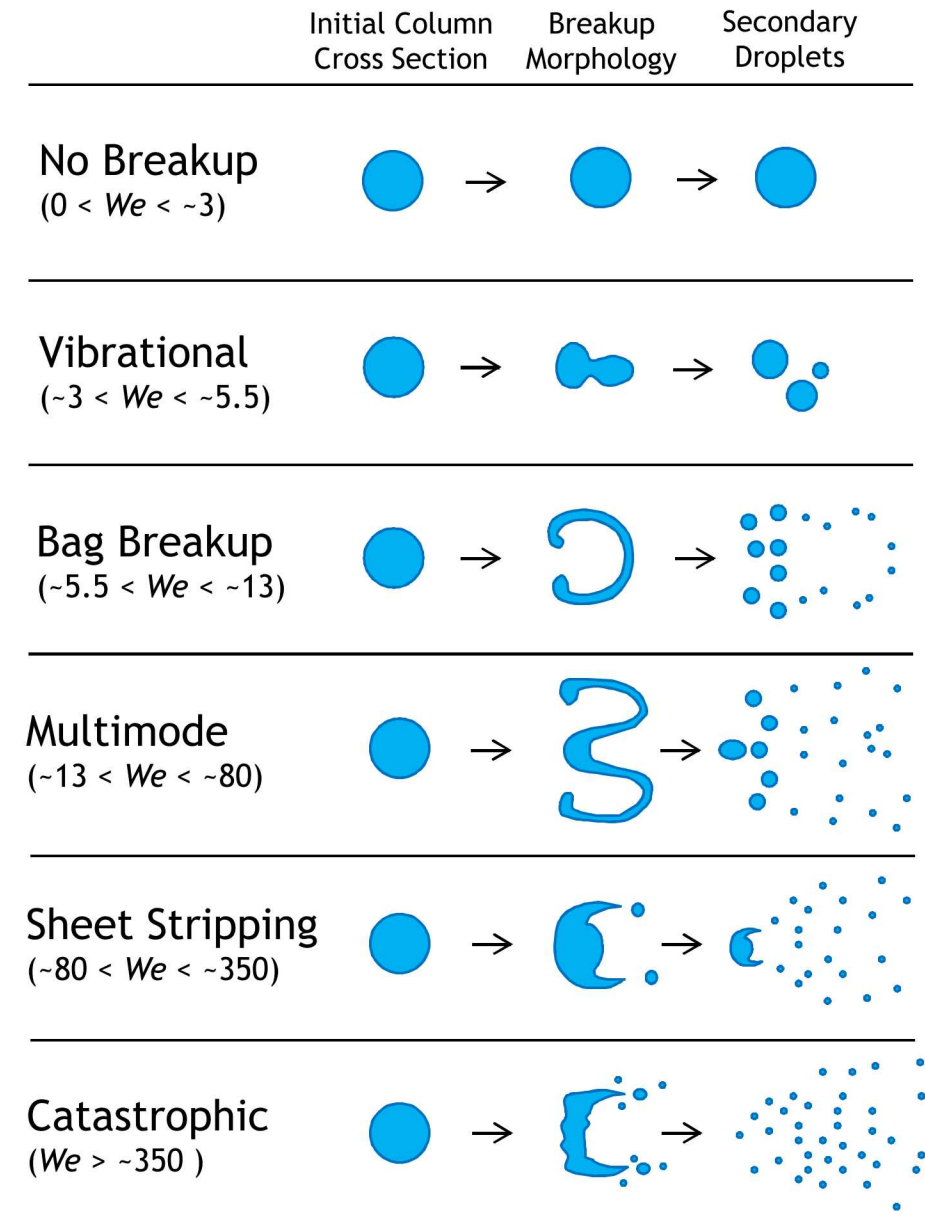 Initial Column
Cross Section
Breakup
Morphology
Secondary
Droplets
No Breakup
(0 < We < ~3)
Vibrational
(~3 < We < ~5.5)
Bag Breakup
(~5.5 < We < ~13)
Multimode
(~13 < We < ~80)
Sheet Stripping
(~80 < We < ~350)
Catastrophic
(We > ~350 )